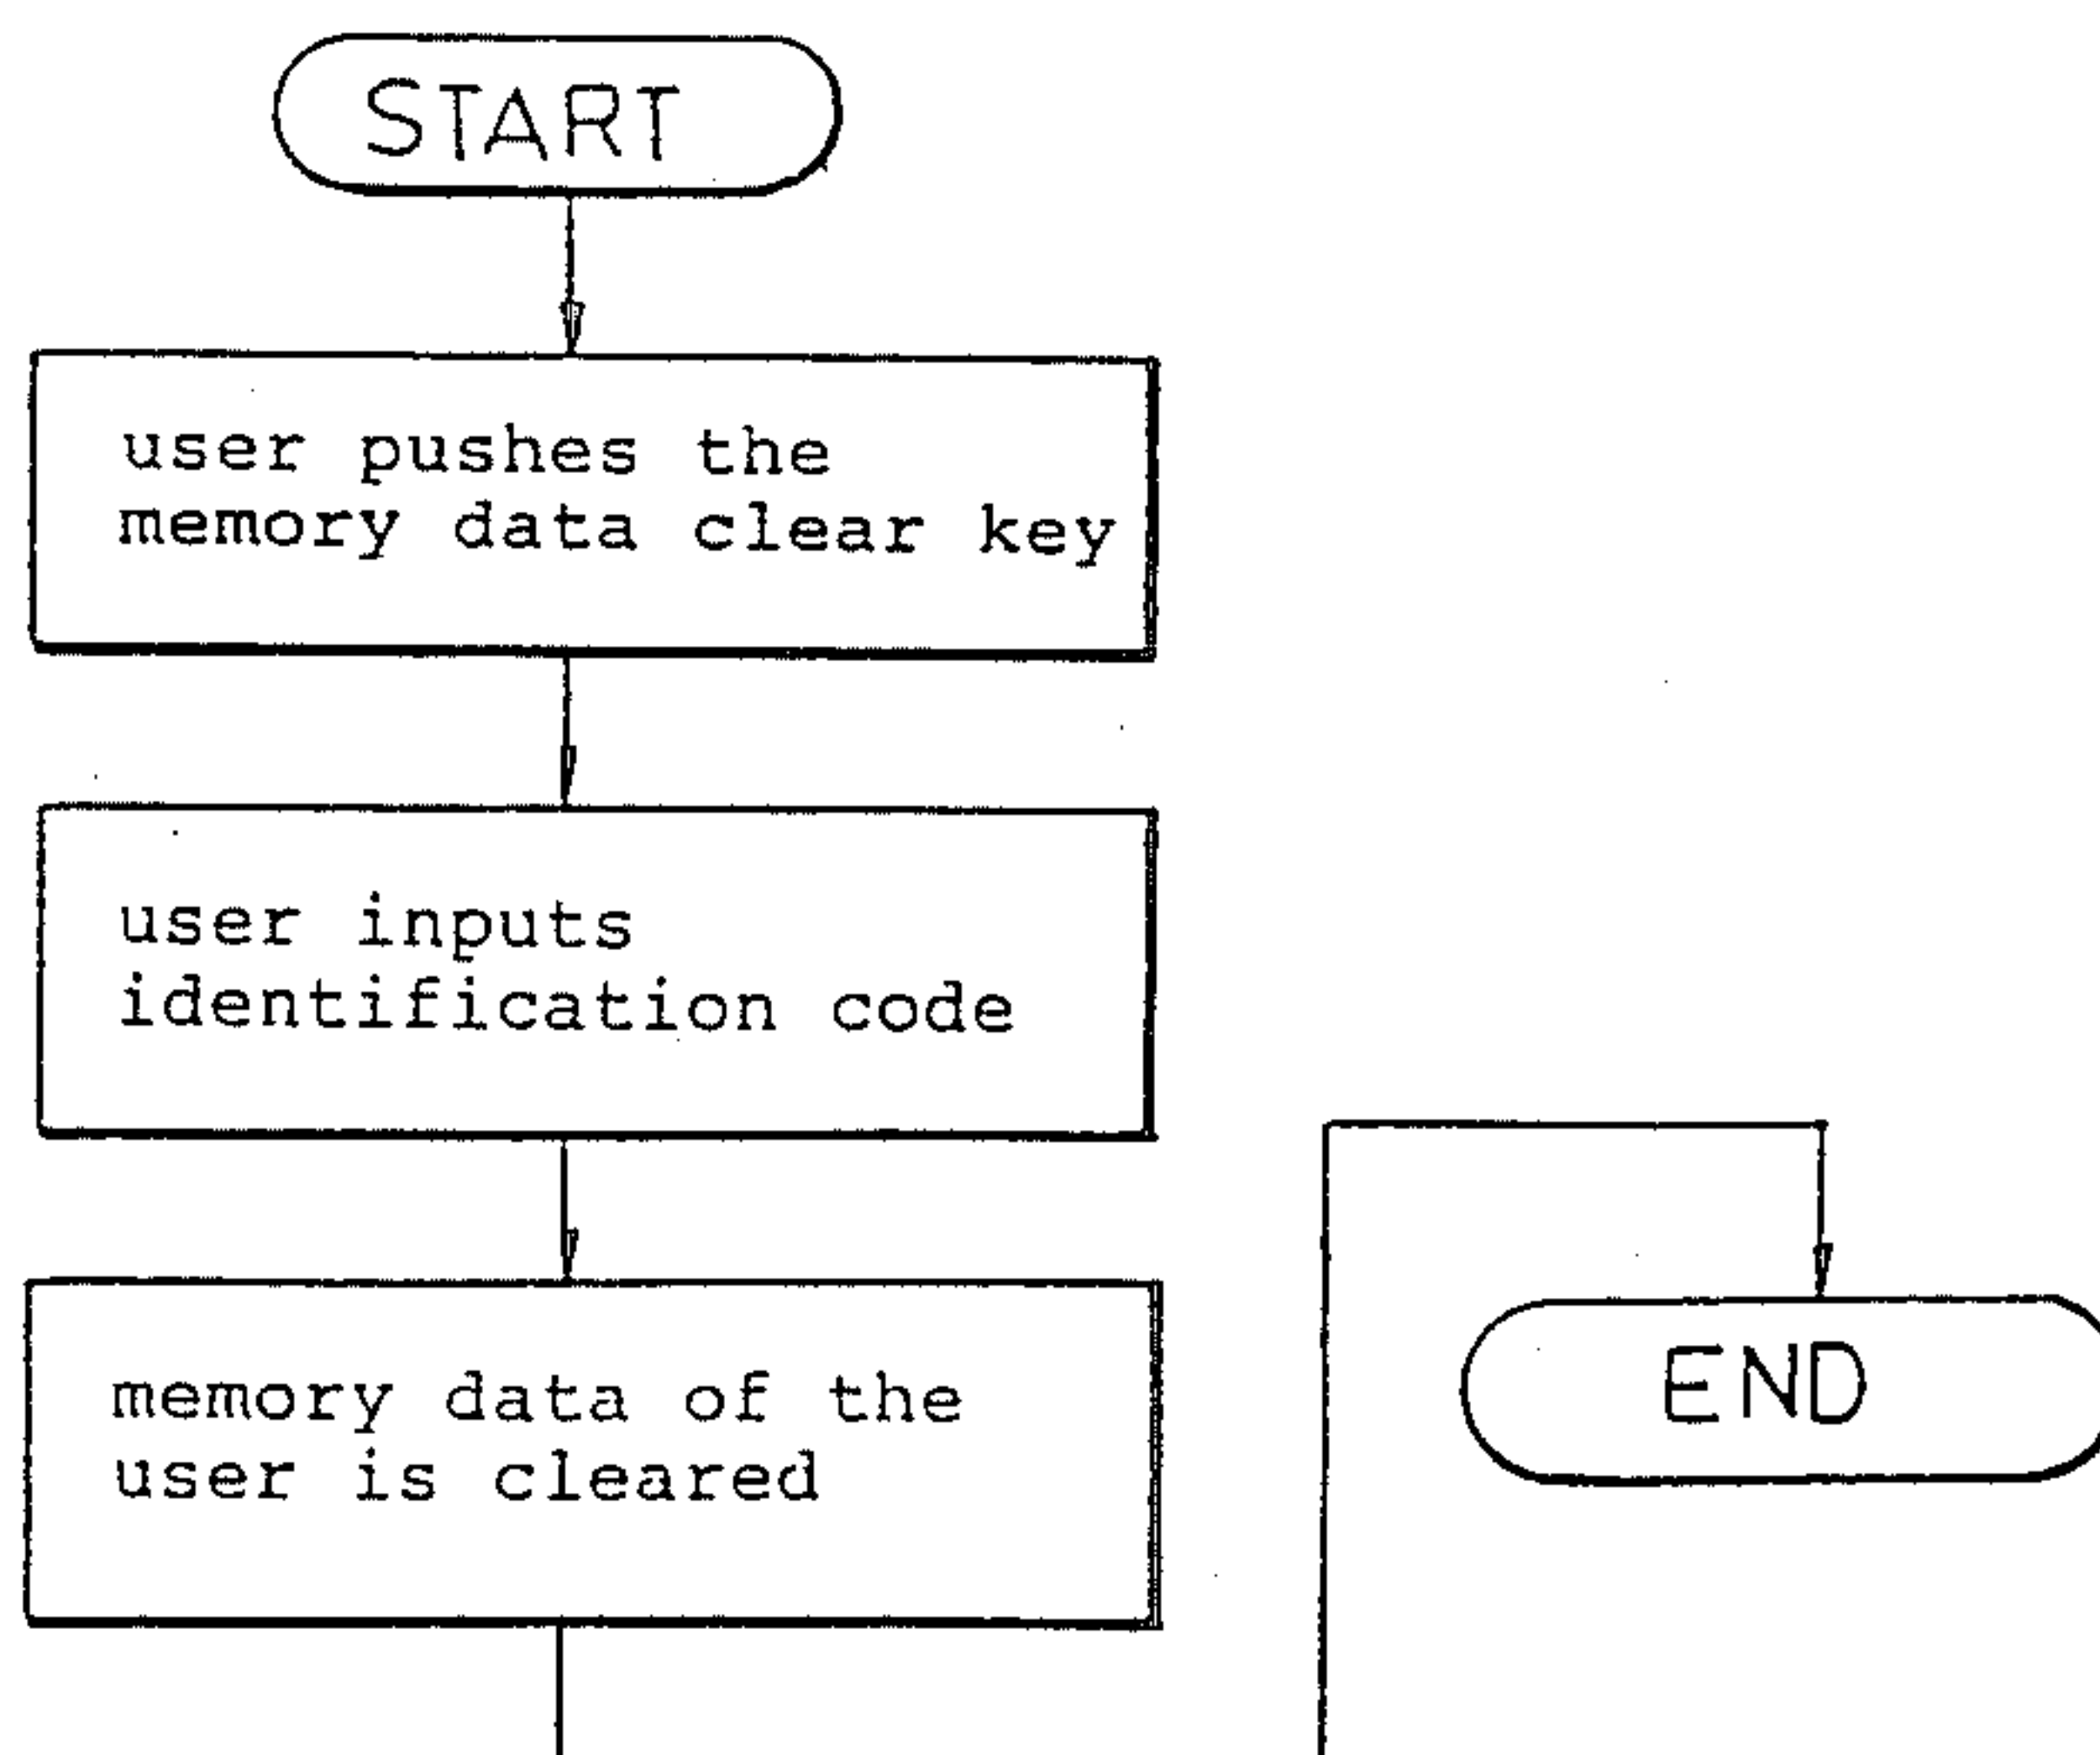 START
user pushes the
memory data clear key
user inputs
identification code
memory data of the
user is cleared
END